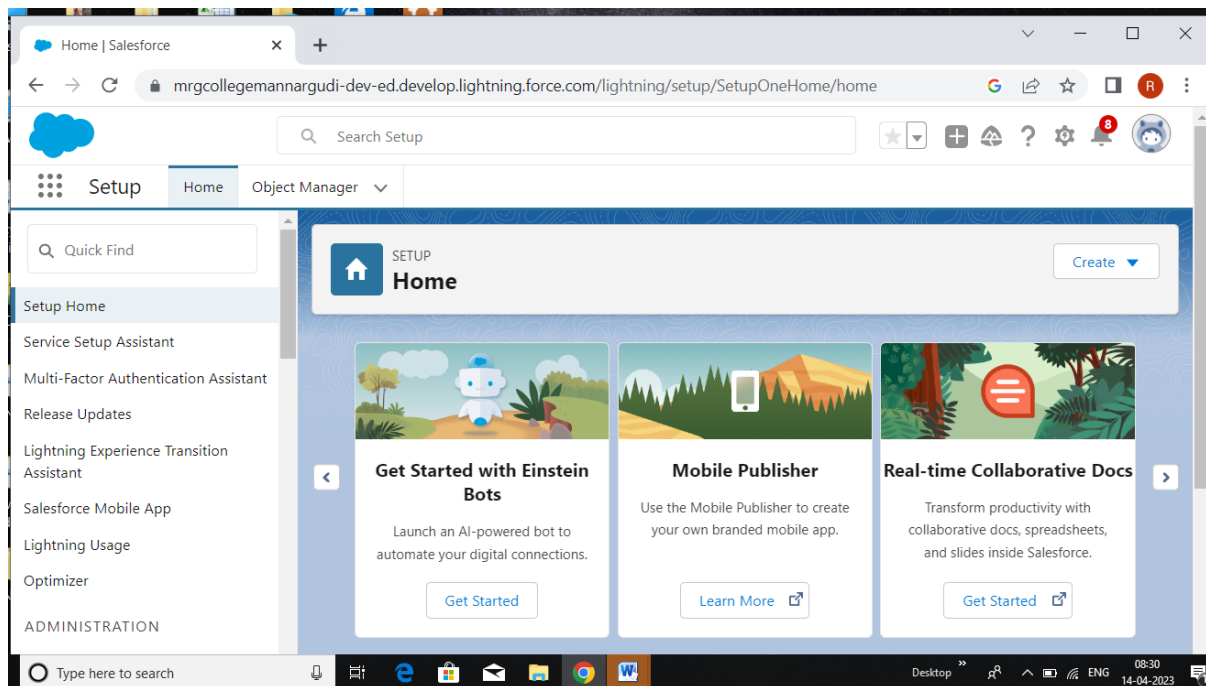 Home | Salesforce
mrgcollegemannargudi-dev-ed.develop.lightning.force.com/lightning/setup/SetupOneHome/home
R
Search Setup
8
Setup
Home
Object Manager
Quick Find
SETUP
Home
Create
Setup Home
Service Setup Assistant
Multi-Factor Authentication Assistant
Release Updates
Lightning Experience Transition
Assistant
Salesforce Mobile App
Lightning Usage
Optimizer
ADMINISTRATION
Get Started with Einstein
Bots
Launch an AI-powered bot to
automate your digital connections.
Get Started
Mobile Publisher
Use the Mobile Publisher to create
your own branded mobile app.
Learn More
Real-time Collaborative Docs
Transform productivity with
collaborative docs, spreadsheets,
and slides inside Salesforce.
Get Started
Type here to search
Desktop
ENG
08:30
14-04-2023